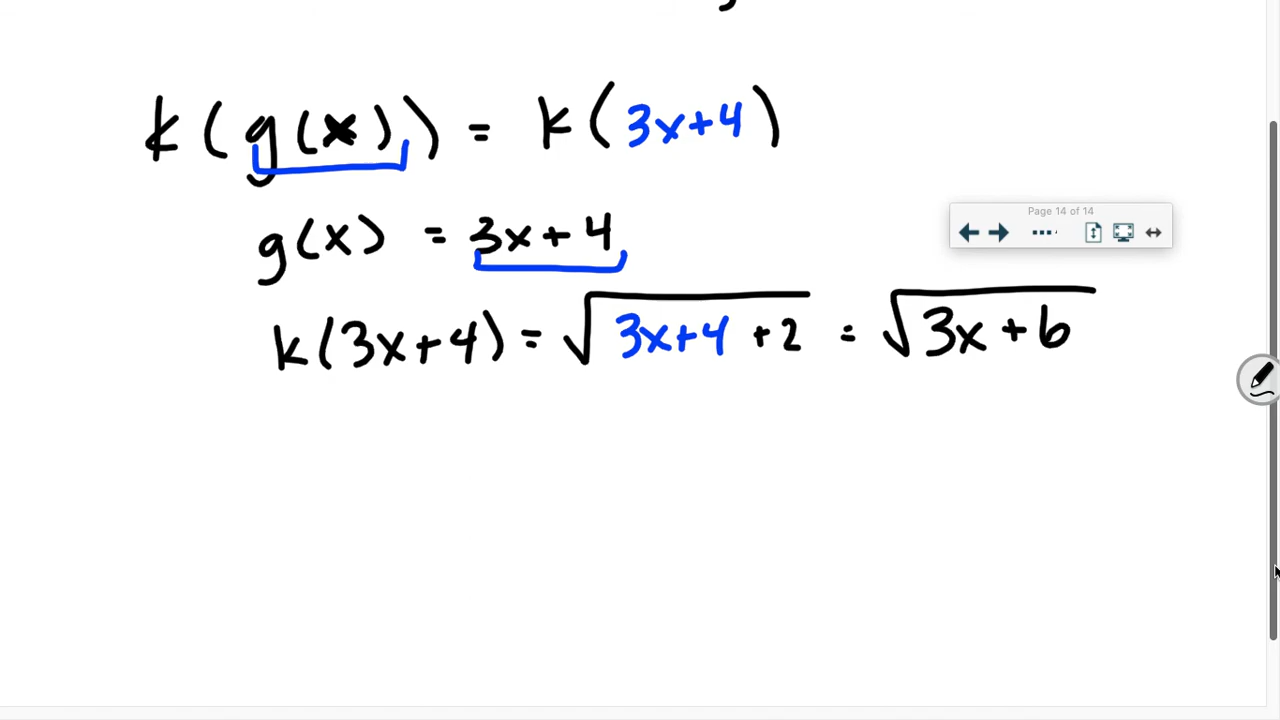 k(g(x)) = k(3x+4)
Page 14 of 14
g(x) = 3x+4
k(3x+4) = √(3x+4 +2) = √(3x+6)